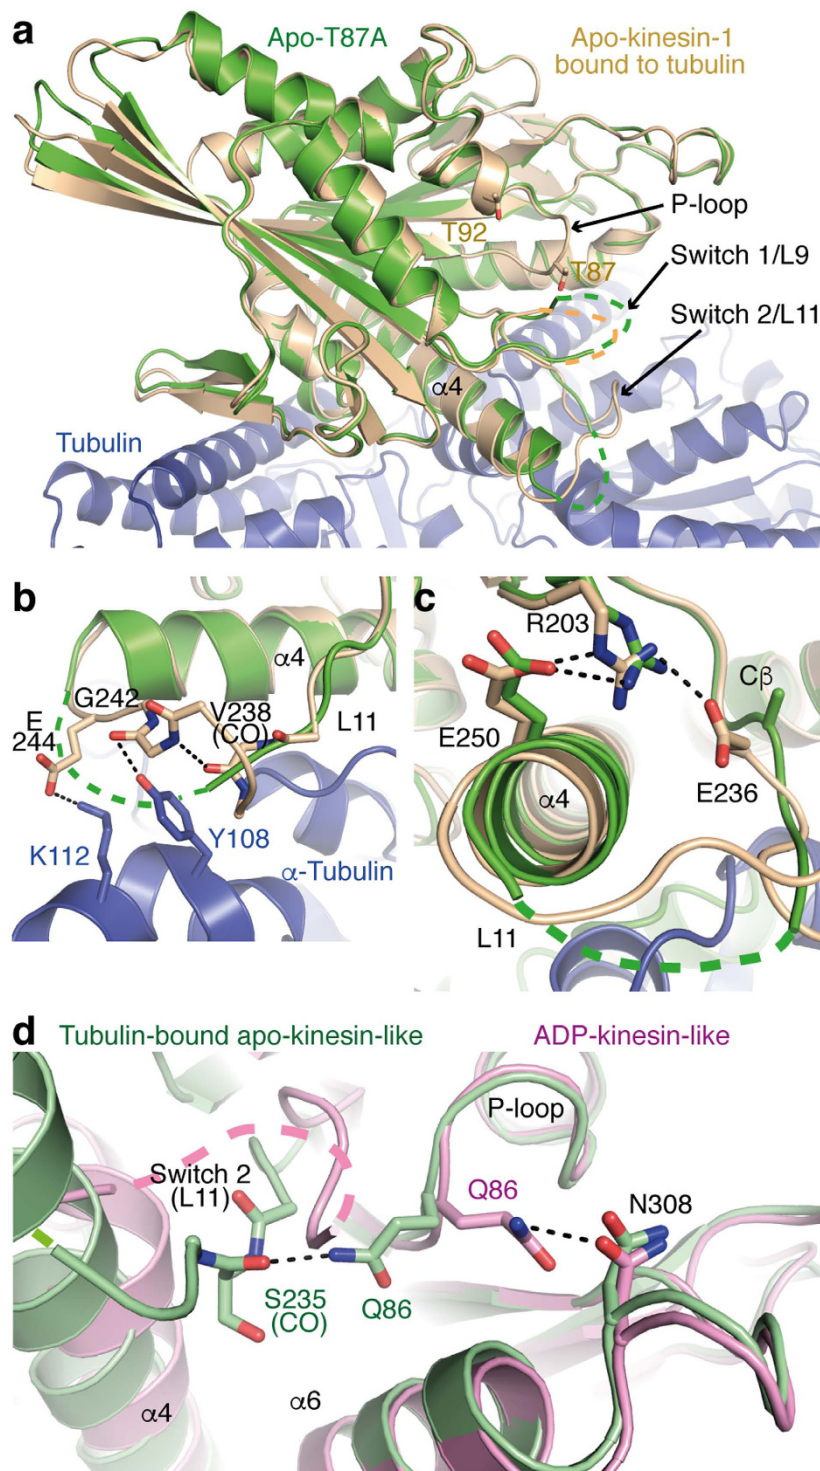 a
Apo-T87A
Apo-kinesin-1
bound to tubulin
P-loop
T92
T87
Switch 1/L9
Switch 2/L11
α4
Tubulin
b
α4
G242
V238
(CO)
L11
E
244
K112
Y108
α-Tubulin
c
R203
Cβ
E250
E236
α4
L11
d
Tubulin-bound apo-kinesin-like
ADP-kinesin-like
P-loop
Switch 2
(L11)
Q86
N308
S235
(CO)
Q86
α4
α6